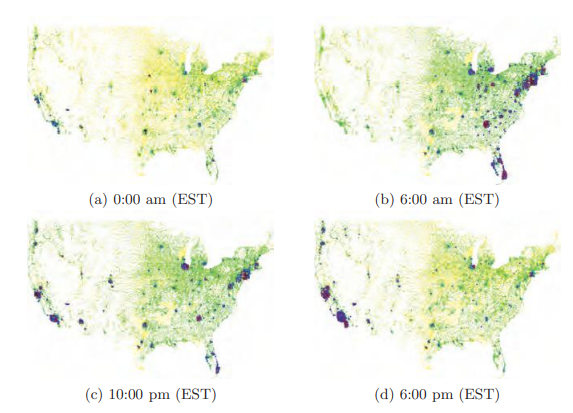 (a) 0:00 am (EST)
(b) 6:00 am (EST)
(c) 10:00 pm (EST)
(d) 6:00 pm (EST)